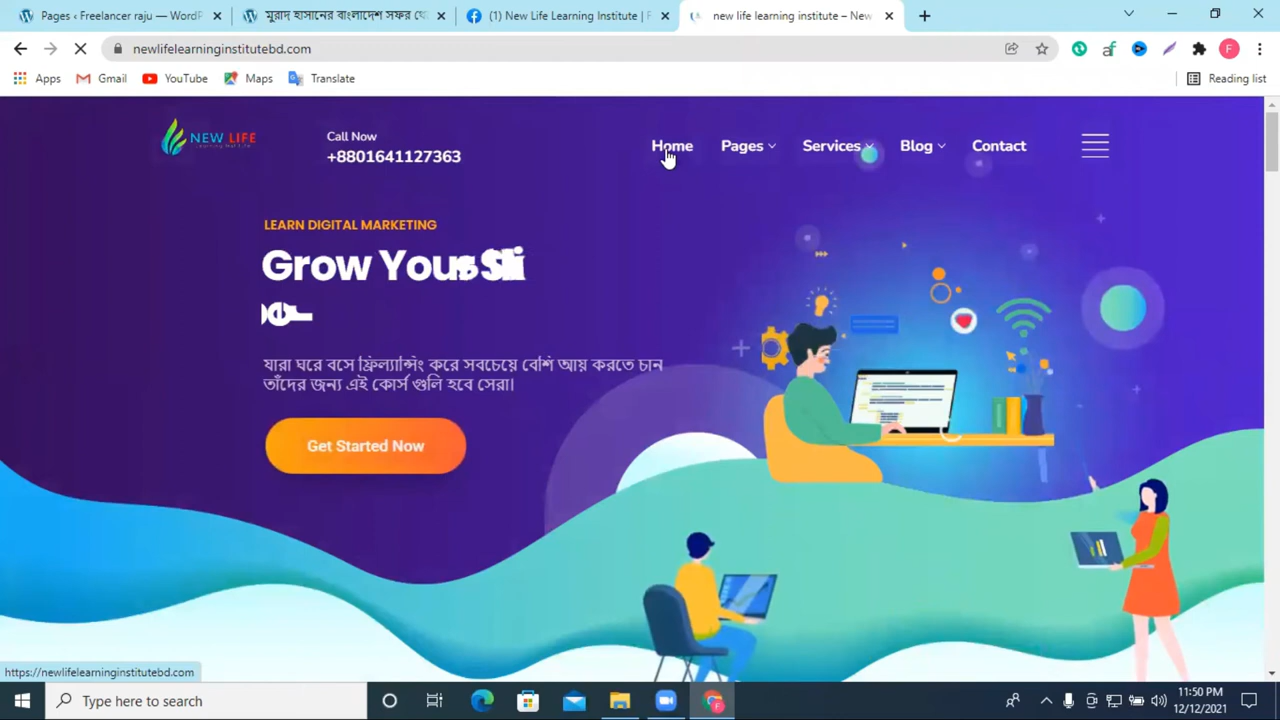 Pages ‹ Freelancer raju — WordP
মুরাদ হাসানের বাংলাদেশ সফর থে
(1) New Life Learning Institute | F
new life learning institute – New
newlifelearninginstitutebd.com
F
Apps
Gmail
YouTube
Maps
Translate
Reading list
NEW LIFE
Learning Institute
Call Now
+8801641127363
Home
Pages
Services
Blog
Contact
LEARN DIGITAL MARKETING
Grow
যারা ঘরে বসে ফ্রিল্যান্সিং করে সবচেয়ে বেশি আয় করতে চান
তাঁদের জন্য এই কোর্স গুলি হবে সেরা।
Get Started Now
https://newlifelearninginstitutebd.com
Type here to search
11:50 PM
12/12/2021